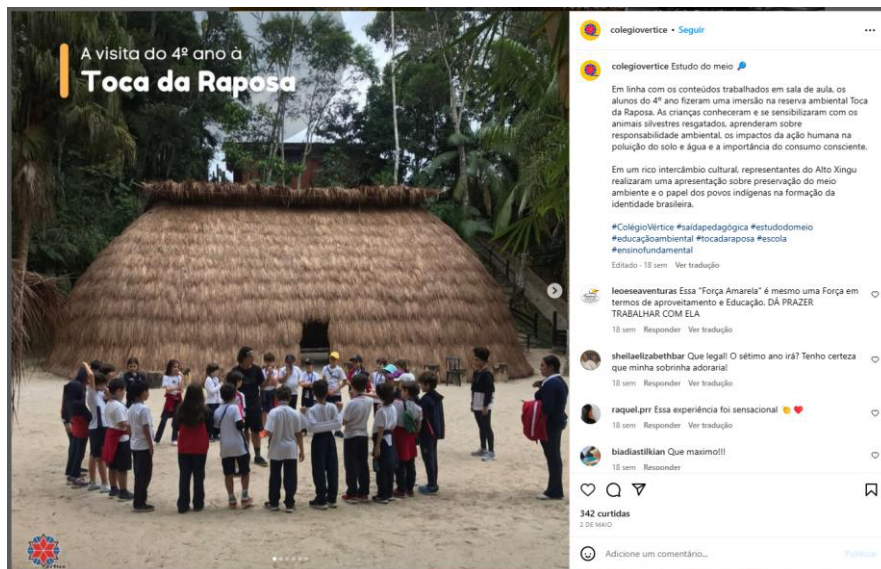 A visita do 4º ano à
Toca da Raposa
vértice
colegiovertice • Seguir
colegiovertice Estudo do meio 🔎
Em linha com os conteúdos trabalhados em sala de aula, os
alunos do 4º ano fizeram uma imersão na reserva ambiental Toca
da Raposa. As crianças conheceram e se sensibilizaram com os
animais silvestres resgatados, aprenderam sobre
responsabilidade ambiental, os impactos da ação humana na
poluição do solo e água e a importância do consumo consciente.
Em um rico intercâmbio cultural, representantes do Alto Xingu
realizaram uma apresentação sobre preservação do meio
ambiente e o papel dos povos indígenas na formação da
identidade brasileira.
#ColégioVértice #saídapedagógica #estudodomeio
#educaçãoambiental #tocadaraposa #escola
#ensinofundamental
Editado · 18 sem Ver tradução
leoeseaventuras Essa "Força Amarela" é mesmo uma Força em
termos de aproveitamento e Educação. DÁ PRAZER
TRABALHAR COM ELA
18 sem Responder Ver tradução
sheilaelizabethbar Que legal! O sétimo ano irá? Tenho certeza
que minha sobrinha adoraria!
18 sem Responder Ver tradução
raquel.prr Essa experiência foi sensacional 👏 ❤️
18 sem Responder Ver tradução
biadiastilkian Que maximo!!!
18 sem Responder
342 curtidas
2 DE MAIO
Adicione um comentário...
Publicar